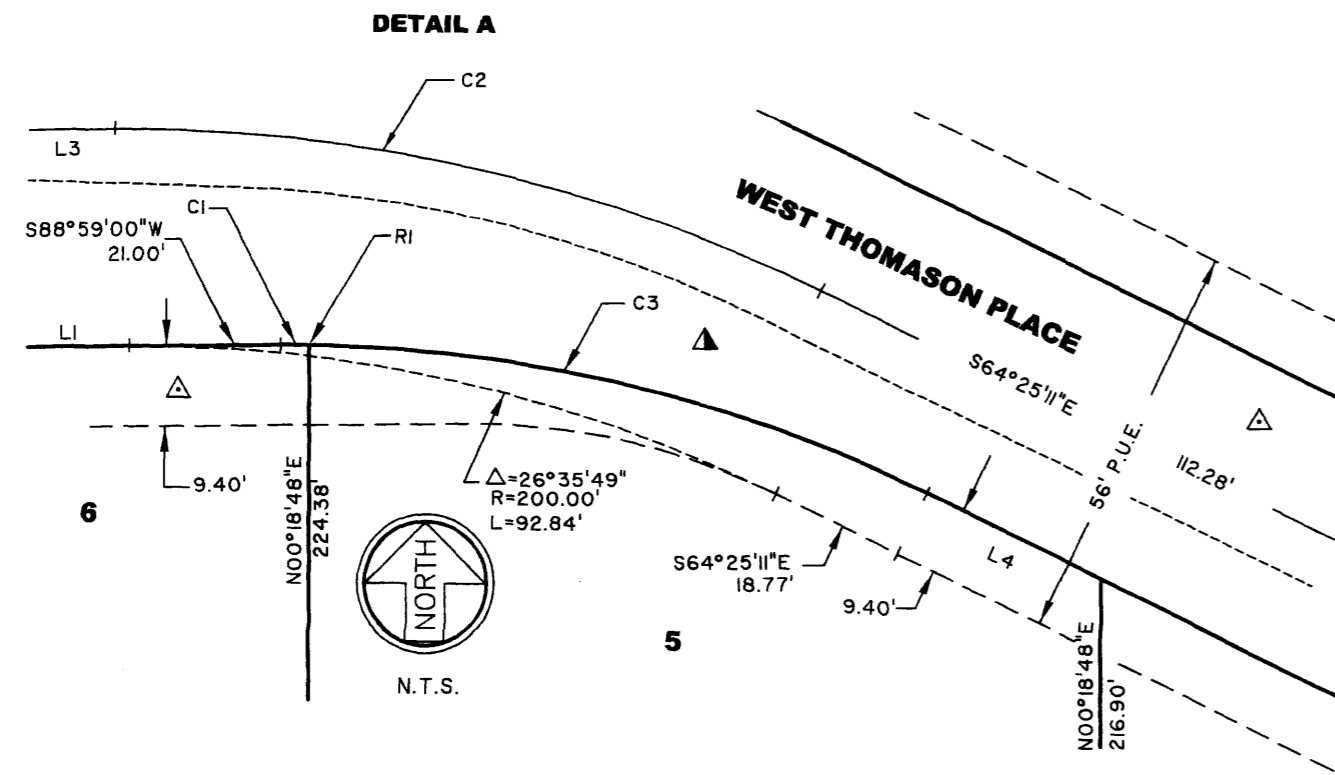 DETAIL A
C2
L3
WEST THOMASON PLACE
C1
S88°59'00"W
21.00'
R1
C3
L1
S64°25'11"E
56' P.U.E.
112.28'
9.40'
6
N00°18'48"E
224.38'
△=26°35'49"
R=200.00'
L=92.84'
NORTH
N.T.S.
S64°25'11"E
18.77'
L4
9.40'
5
N00°18'48"E
216.90'